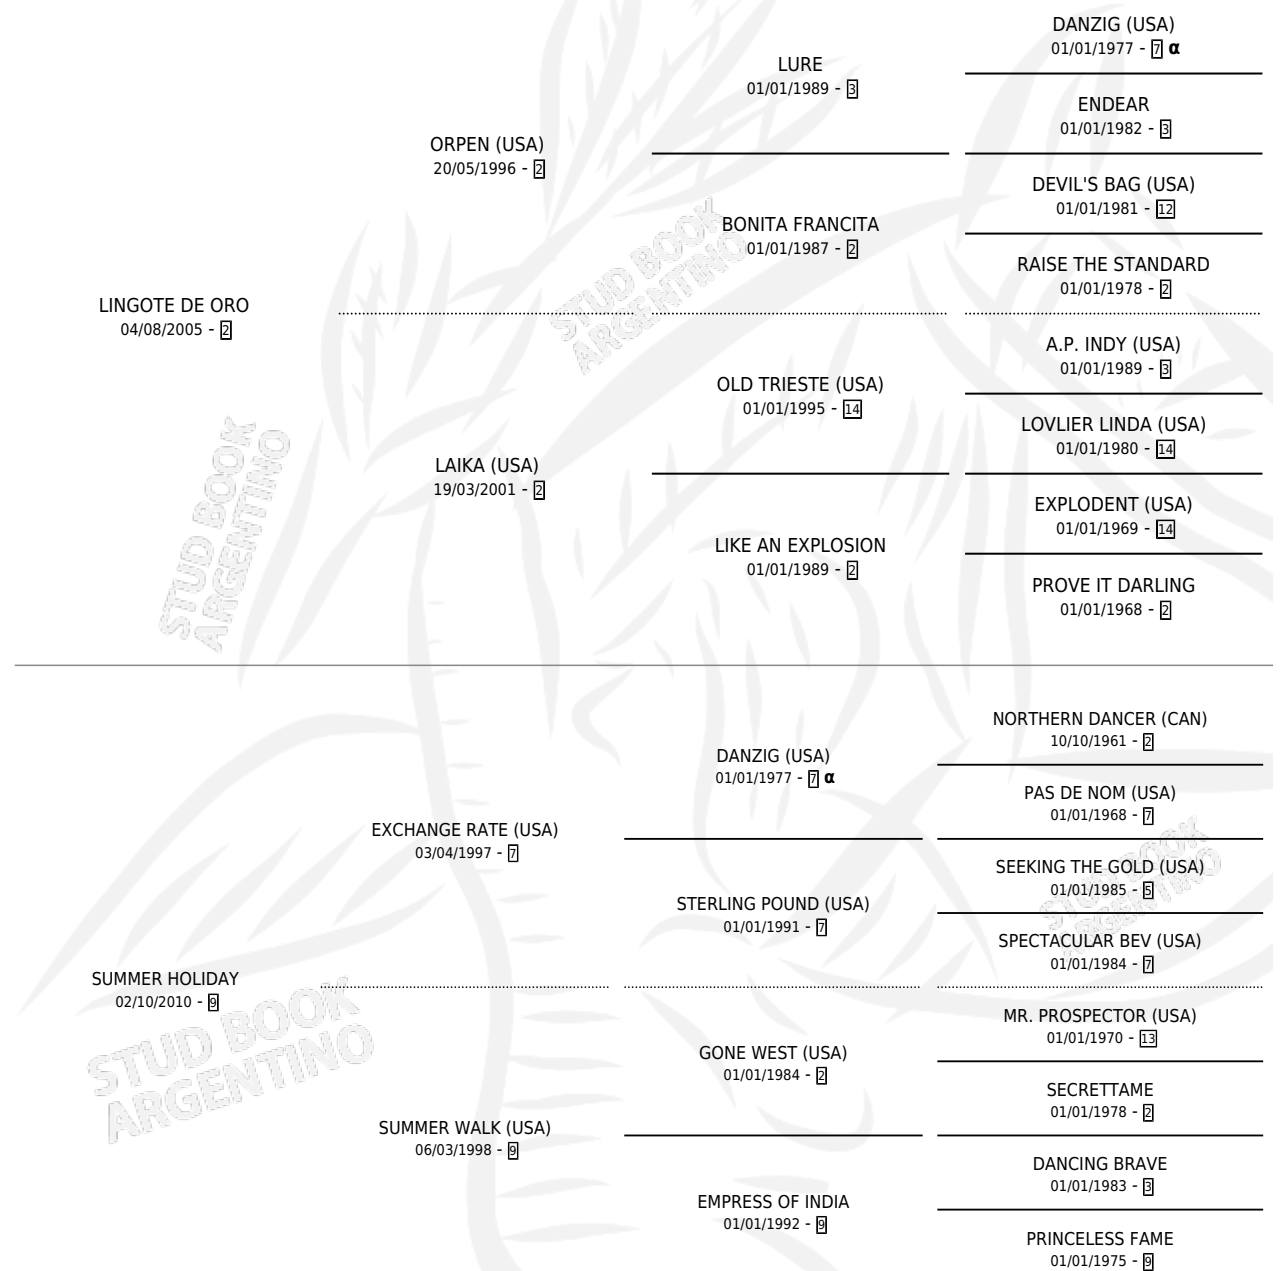 DANZIG (USA)
01/01/1977 - 7 α
LURE
01/01/1989 - 3
ENDEAR
01/01/1982 - 3
ORPEN (USA)
20/05/1996 - 2
DEVIL'S BAG (USA)
01/01/1981 - 12
BONITA FRANCITA
01/01/1987 - 2
RAISE THE STANDARD
01/01/1978 - 2
STUD BOOK
ARGENTINO
LINGOTE DE ORO
04/08/2005 - 2
A.P. INDY (USA)
01/01/1989 - 3
OLD TRIESTE (USA)
01/01/1995 - 14
LOVLIER LINDA (USA)
01/01/1980 - 14
LAIKA (USA)
19/03/2001 - 2
EXPLODENT (USA)
01/01/1969 - 14
LIKE AN EXPLOSION
01/01/1989 - 2
PROVE IT DARLING
01/01/1968 - 2
STUD BOOK
ARGENTINO
NORTHERN DANCER (CAN)
10/10/1961 - 2
DANZIG (USA)
01/01/1977 - 7 α
PAS DE NOM (USA)
01/01/1968 - 7
EXCHANGE RATE (USA)
03/04/1997 - 7
SEEKING THE GOLD (USA)
01/01/1985 - 5
STERLING POUND (USA)
01/01/1991 - 7
SPECTACULAR BEV (USA)
01/01/1984 - 7
STUD BOOK
ARGENTINO
SUMMER HOLIDAY
02/10/2010 - 9
MR. PROSPECTOR (USA)
01/01/1970 - 13
GONE WEST (USA)
01/01/1984 - 2
SECRETTAME
01/01/1978 - 2
SUMMER WALK (USA)
06/03/1998 - 9
DANCING BRAVE
01/01/1983 - 3
EMPRESS OF INDIA
01/01/1992 - 9
PRINCELESS FAME
01/01/1975 - 9
STUD BOOK
ARGENTINO